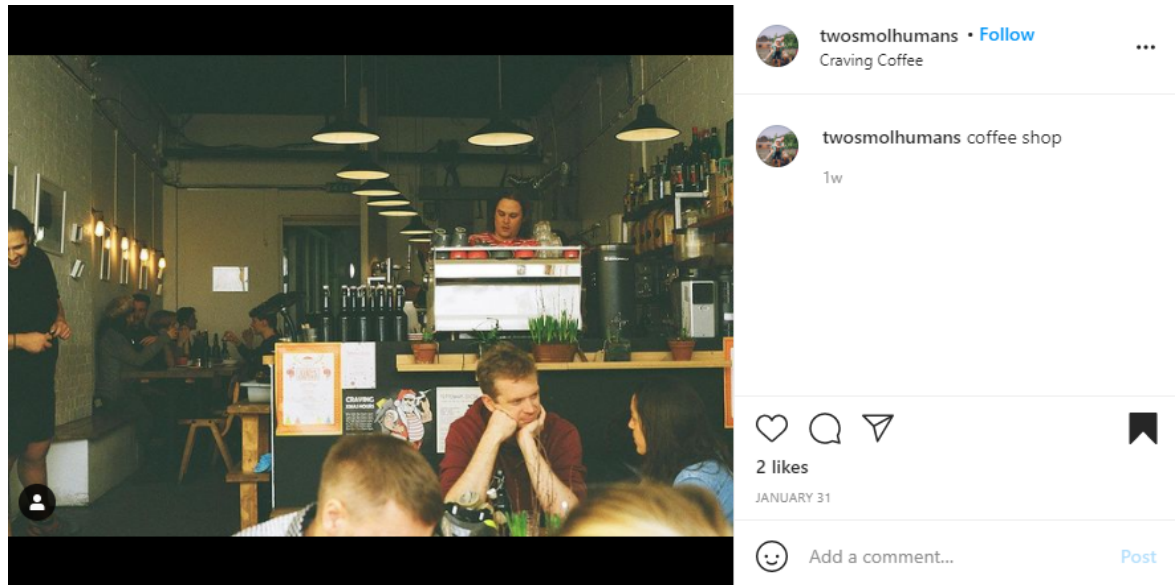 twosmolhumans • Follow
Craving Coffee
twosmolhumans coffee shop
1w
CRAVING
2 likes
JANUARY 31
Add a comment... Post